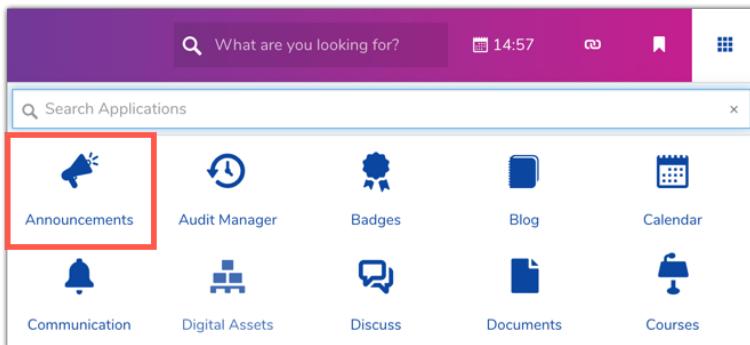 What are you looking for?
14:57
Search Applications
×
Announcements
Audit Manager
Badges
Blog
Calendar
Communication
Digital Assets
Discuss
Documents
Courses